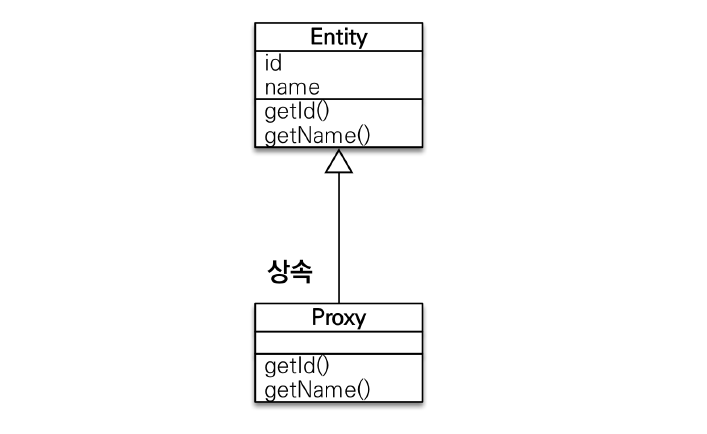 Entity
id
name
getId()
getName()
상속
Proxy
getId()
getName()